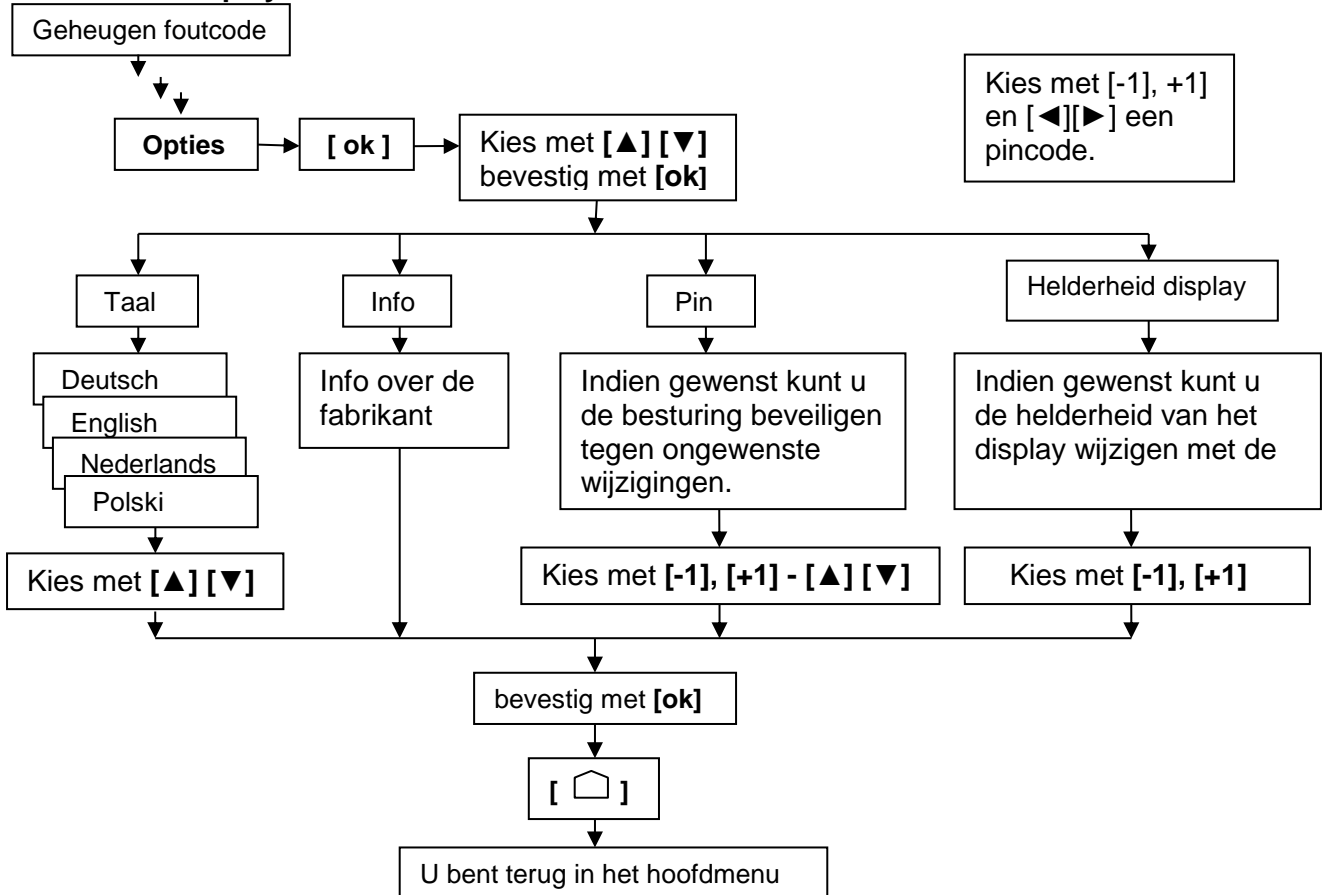 Geheugen foutcode
Kies met [-1], +1]
en [◄][►] een
pincode.
Opties
[ ok ]
Kies met [▲] [▼]
bevestig met [ok]
Taal
Info
Pin
Helderheid display
Deutsch
English
Nederlands
Polski
Info over de
fabrikant
Indien gewenst kunt u
de besturing beveiligen
tegen ongewenste
wijzigingen.
Indien gewenst kunt u
de helderheid van het
display wijzigen met de
Kies met [▲] [▼]
Kies met [-1], [+1] - [▲] [▼]
Kies met [-1], [+1]
bevestig met [ok]
[ ]
U bent terug in het hoofdmenu